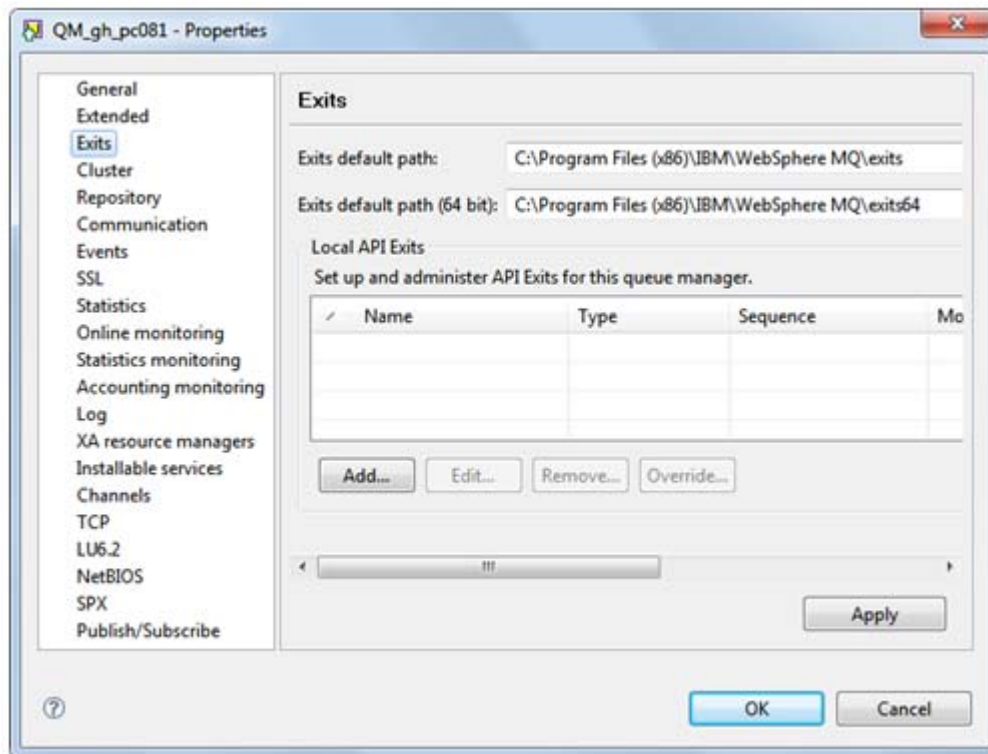 QM_gh_pc081 - Properties
General
Extended
Exits
Cluster
Repository
Communication
Events
SSL
Statistics
Online monitoring
Statistics monitoring
Accounting monitoring
Log
XA resource managers
Installable services
Channels
TCP
LU6.2
NetBIOS
SPX
Publish/Subscribe
Exits
Exits default path: C:\Program Files (x86)\IBM\WebSphere MQ\exits
Exits default path (64 bit): C:\Program Files (x86)\IBM\WebSphere MQ\exits64
Local API Exits
Set up and administer API Exits for this queue manager.
Name Type Sequence Mo
Add... Edit... Remove... Override...
Apply
OK Cancel